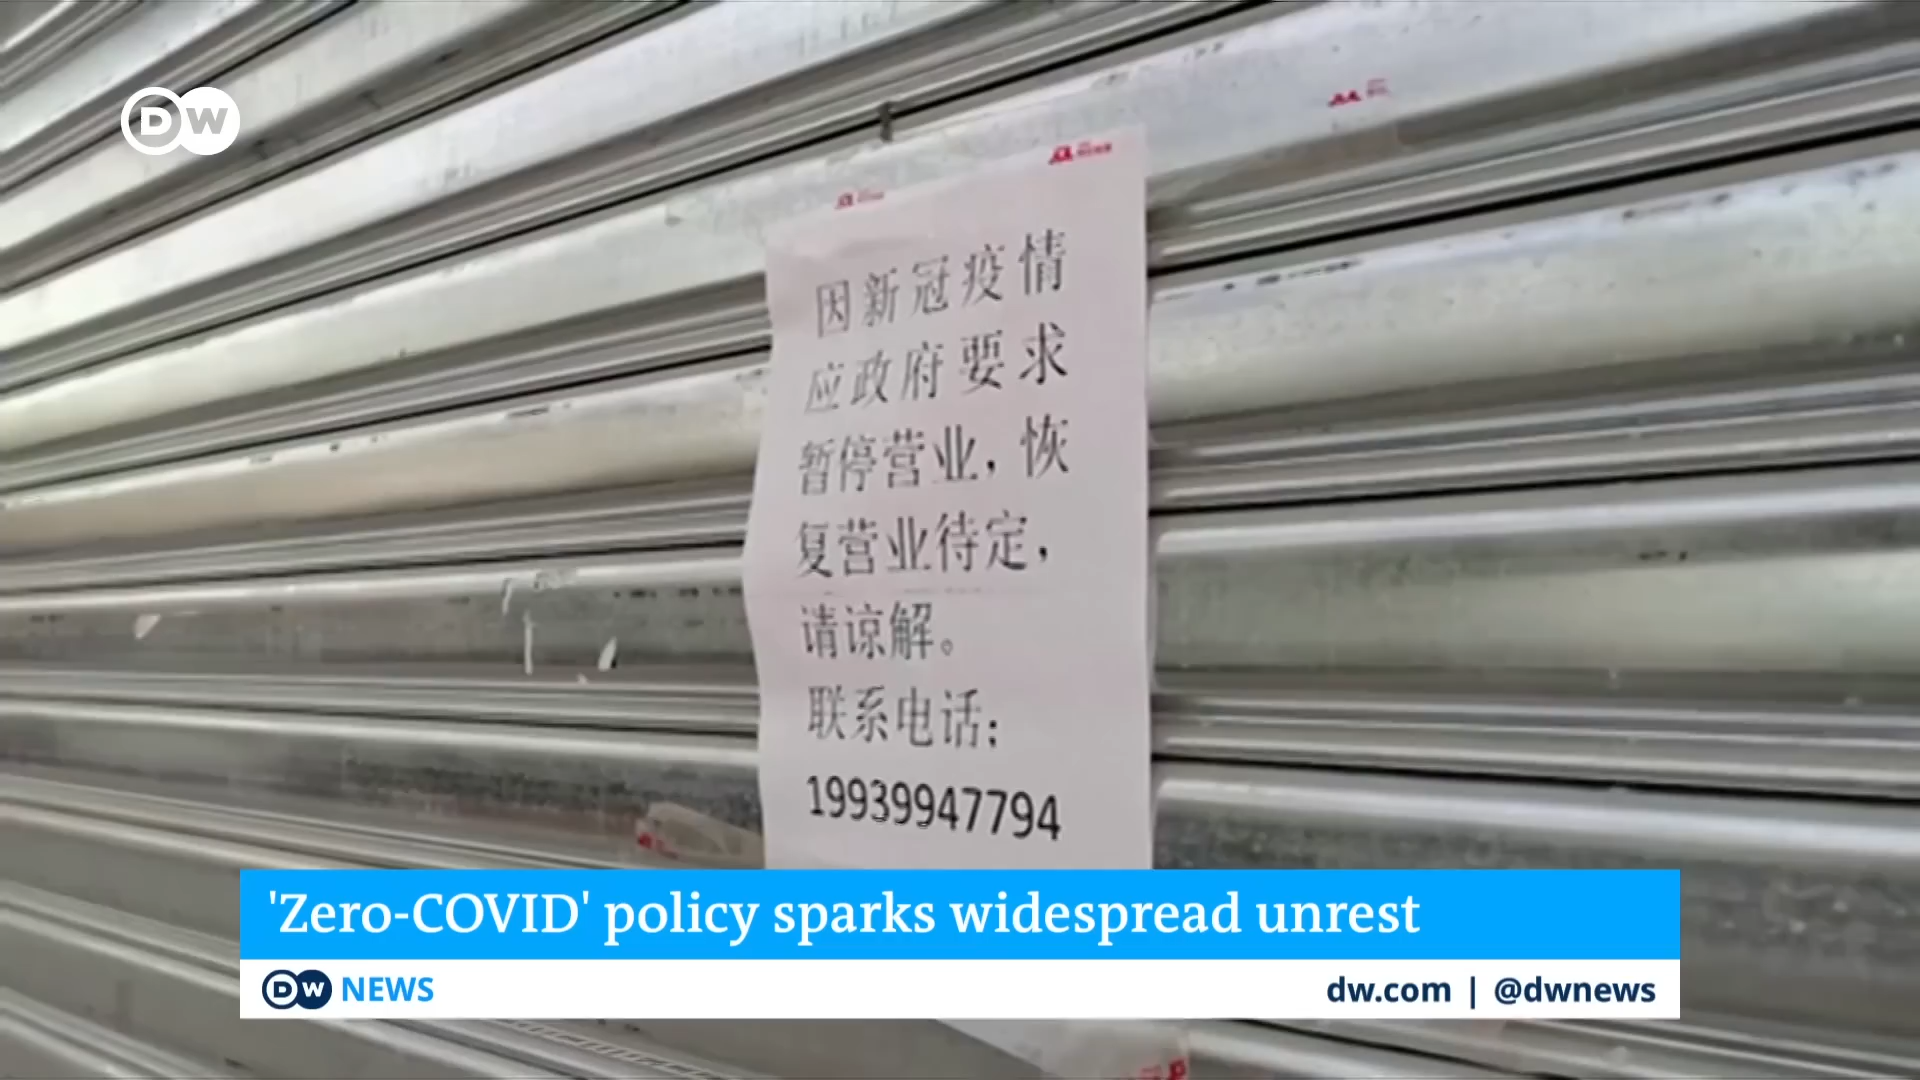 DW
因新冠疫情
应政府要求
暂停营业，恢
复营业待定，
请谅解。
联系电话：
19939947794
'Zero-COVID' policy sparks widespread unrest
DW NEWS
dw.com | @dwnews